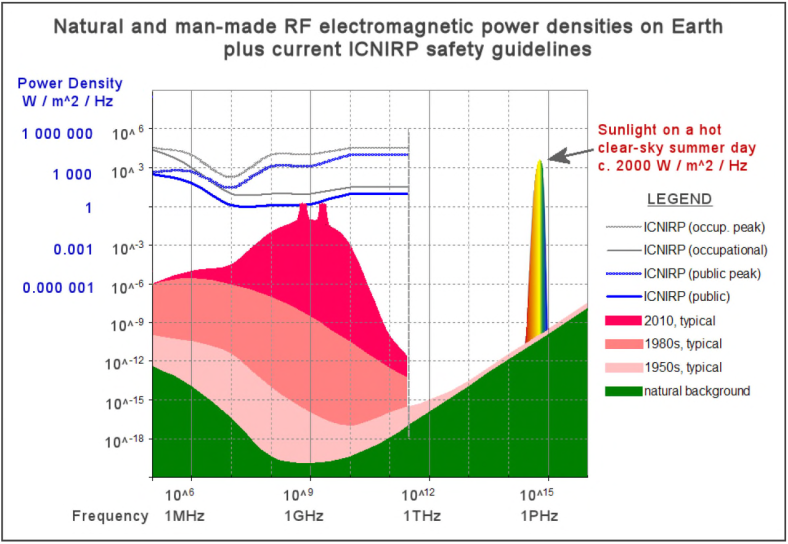 Natural and man-made RF electromagnetic power densities on Earth
plus current ICNIRP safety guidelines
Power Density
W / m^2 / Hz
1 000 000
10^ 6
10^ 3
1 000
1
10^-3
0.001
10^-6
0.000 001
10^-9
10^-12
10^-15
10^-18
Sunlight on a hot
clear-sky summer day
c. 2000 W / m^2 / Hz
LEGEND
ICNIRP (occup. peak)
ICNIRP (occupational)
ICNIRP (public peak)
ICNIRP (public)
2010, typical
1980s, typical
1950s, typical
natural background
10^6 10^9 10^12 10^15
Frequency 1MHz 1GHz 1THz 1PHz